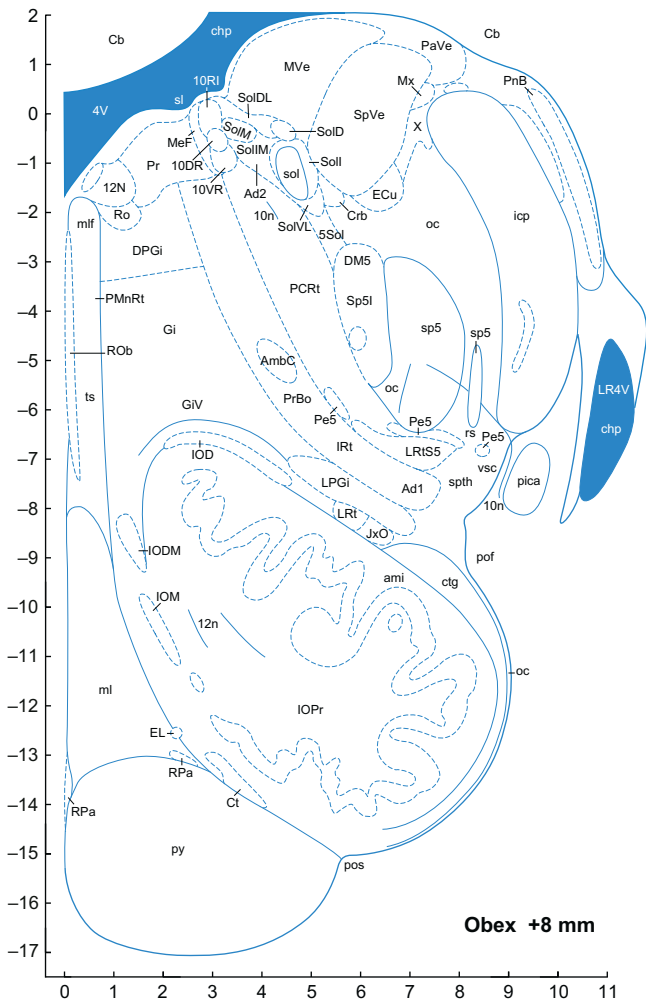 2
Cb
chp
Cb
PaVe
1
MVe
10RI
Mx
PnB
SolDL
4V
sl
SpVe
0
SolM
SolD
X
MeF
SolIM
Pr
10DR
SolI
−1
sol
12N
10VR
Ad2
ECu
−2
Ro
10n
Crb
icp
mlf
SolVL
oc
5Sol
DPGi
−3
DM5
PCRt
PMnRt
Sp5I
−4
Gi
sp5
sp5
ROb
−5
AmbC
LR4V
oc
ts
PrBo
GiV
chp
−6
Pe5
Pe5
rs
Pe5
IOD
IRt
LRtS5
−7
vsc
LPGi
spth
pica
Ad1
−8
10n
LRt
JxO
IODM
pof
−9
ami
ctg
IOM
−10
12n
−11
oc
ml
IOPr
−12
EL
−13
RPa
Ct
−14
RPa
py
−15
pos
−16
Obex +8 mm
−17
0 1 2 3 4 5 6 7 8 9 10 11